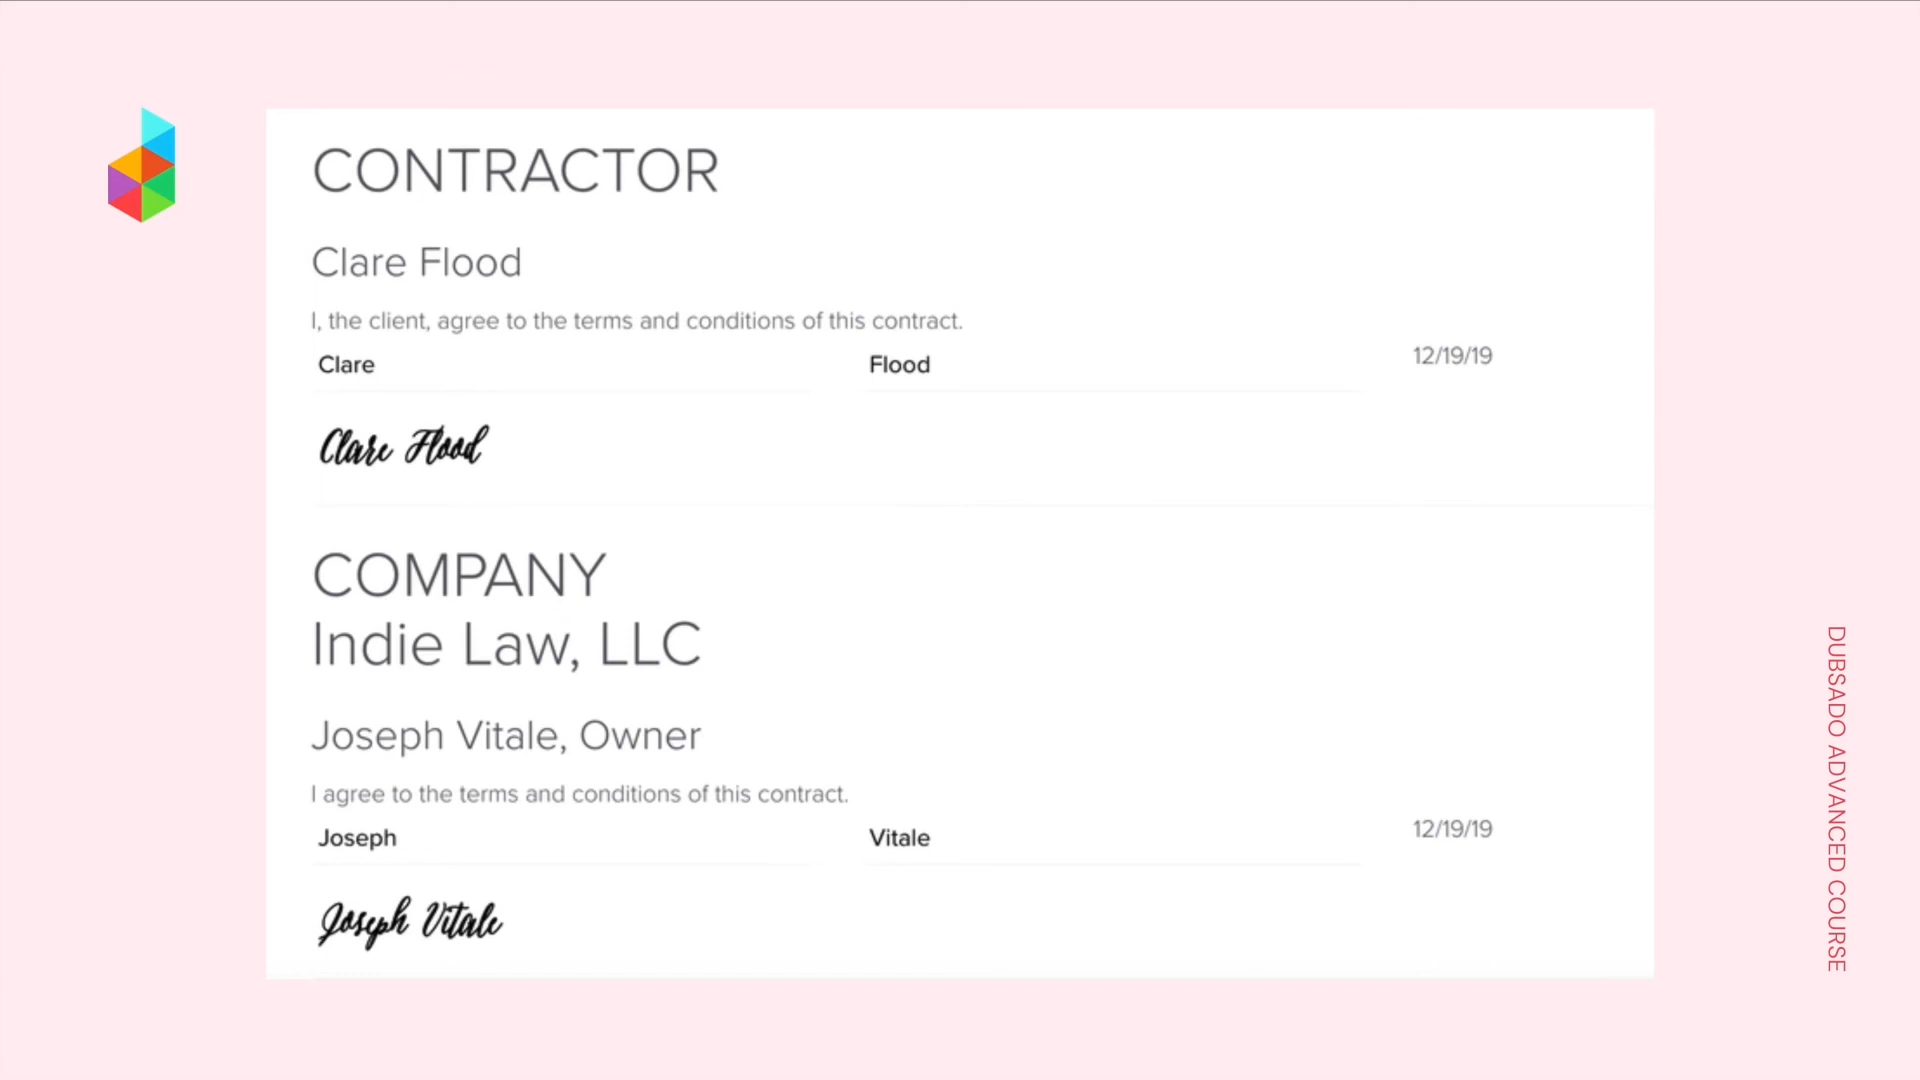 CONTRACTOR
Clare Flood
I, the client, agree to the terms and conditions of this contract.
Clare Flood 12/19/19
Clare Flood
COMPANY
Indie Law, LLC
Joseph Vitale, Owner
I agree to the terms and conditions of this contract.
Joseph Vitale 12/19/19
Joseph Vitale
DUBSADO ADVANCED COURSE